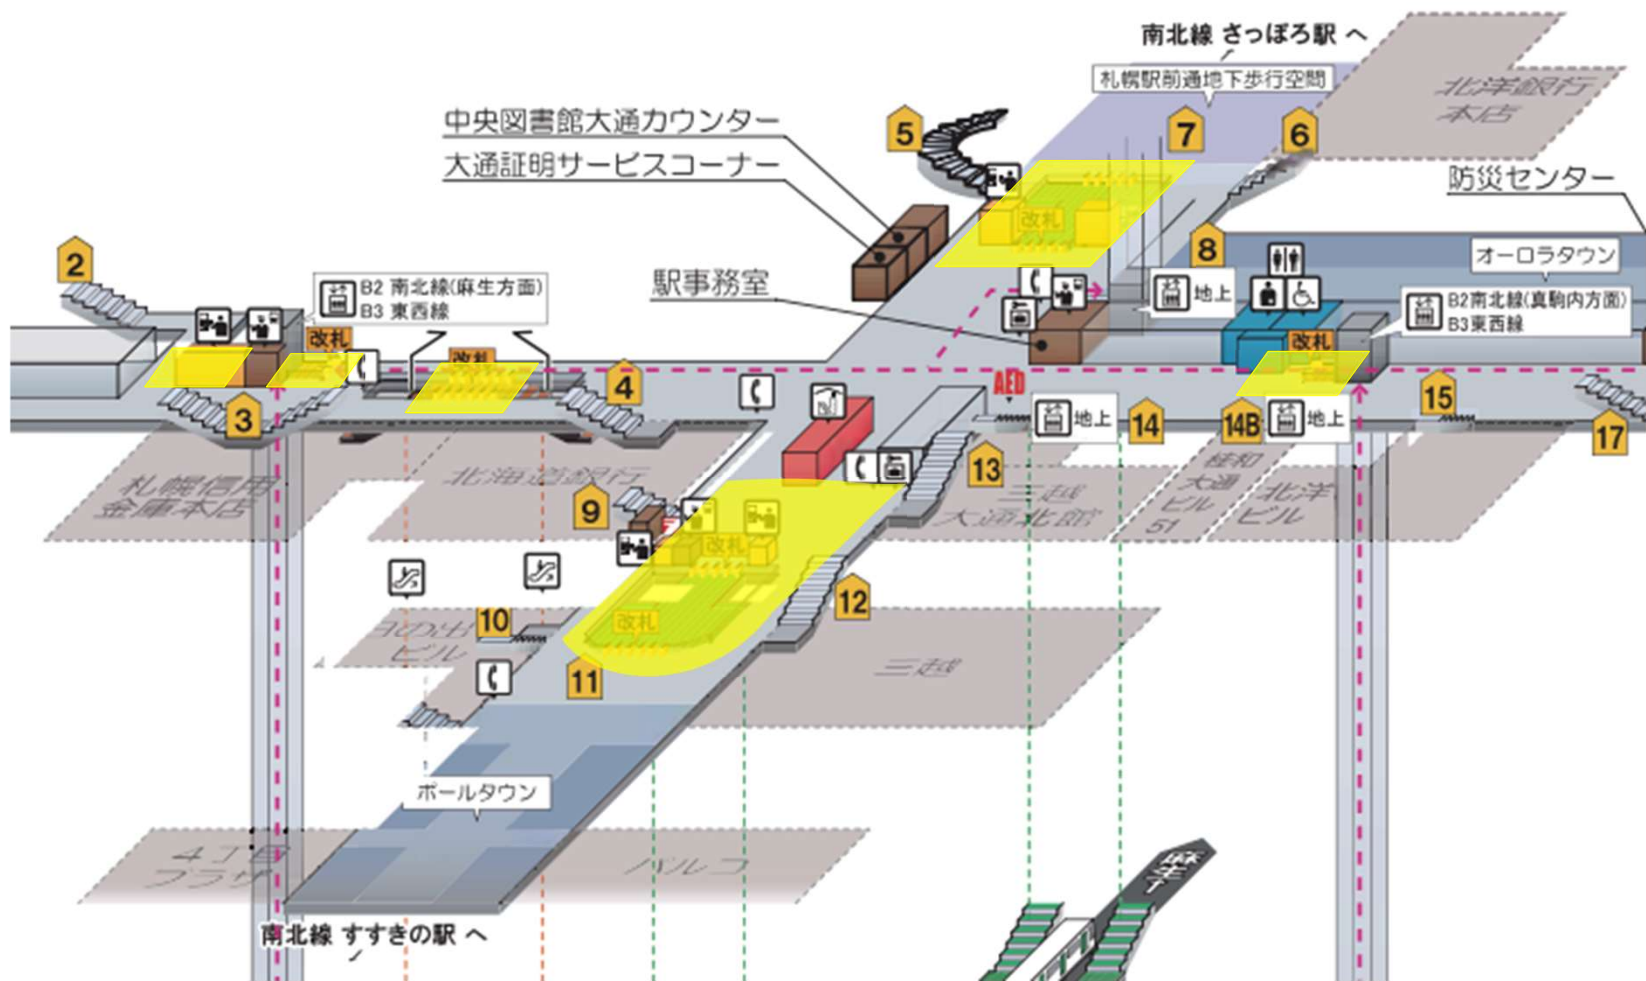 南北線 さっぽろ駅 へ
札幌駅前通地下歩行空間
北洋銀行
本店
中央図書館大通カウンター
大通証明サービスコーナー
5
7
6
防災センター
改札
2
8
オーロラタウン
B2 南北線(麻生方面)
B3 東西線
駅事務室
地上
B2南北線(真駒内方面)
B3東西線
改札
改札
改札
3
4
AED
地上
14
14B
地上
15
17
札幌信用
金庫本店
北海道銀行
13
三越
大通北館
桂和
大通
ビル
51
北洋
ビル
9
改札
12
10
日の出
ビル
改札
11
三越
ポールタウン
4丁目
プラザ
パルコ
麻生
南北線 すすきの駅 へ